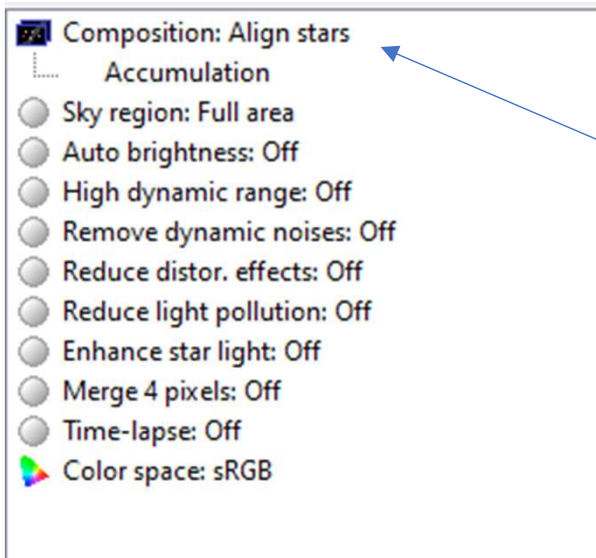 Composition: Align stars
Accumulation
Sky region: Full area
Auto brightness: Off
High dynamic range: Off
Remove dynamic noises: Off
Reduce distor. effects: Off
Reduce light pollution: Off
Enhance star light: Off
Merge 4 pixels: Off
Time-lapse: Off
Color space: sRGB